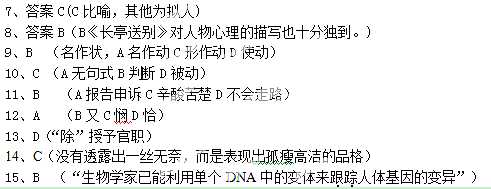 7、答案 C(C 比喻，其他为拟人)
8、答案 B（B《长亭送别》对人物心理的描写也十分独到。）
9、B （名作状，A 名作动 C 形作动 D 使动）
10、C （A 无句式 B 判断 D 被动）
11、B （A 报告申诉 C 辛酸苦楚 D 不会走路）
12、A （B 又 C 悯 D 恰）
13、D（“除”授予官职）
14、C（没有透露出一丝无奈，而是表现出孤瘦高洁的品格）
15、B （“生物学家已能利用单个 DNA 中的变体来跟踪人体基因的变异”）